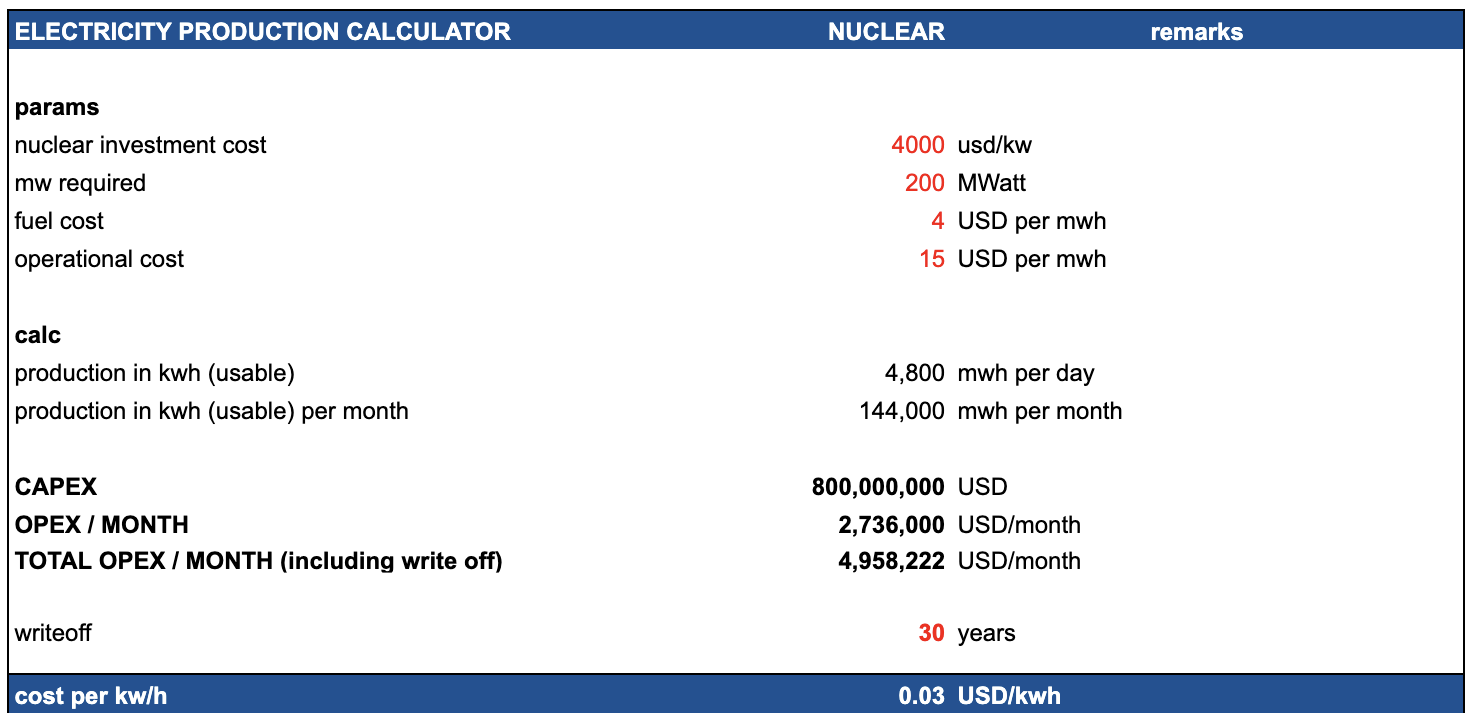 ELECTRICITY PRODUCTION CALCULATOR NUCLEAR remarks
params
nuclear investment cost 4000 usd/kw
mw required 200 MWatt
fuel cost 4 USD per mwh
operational cost 15 USD per mwh
calc
production in kwh (usable) 4,800 mwh per day
production in kwh (usable) per month 144,000 mwh per month
CAPEX 800,000,000 USD
OPEX / MONTH 2,736,000 USD/month
TOTAL OPEX / MONTH (including write off) 4,958,222 USD/month
writeoff 30 years
cost per kw/h 0.03 USD/kwh